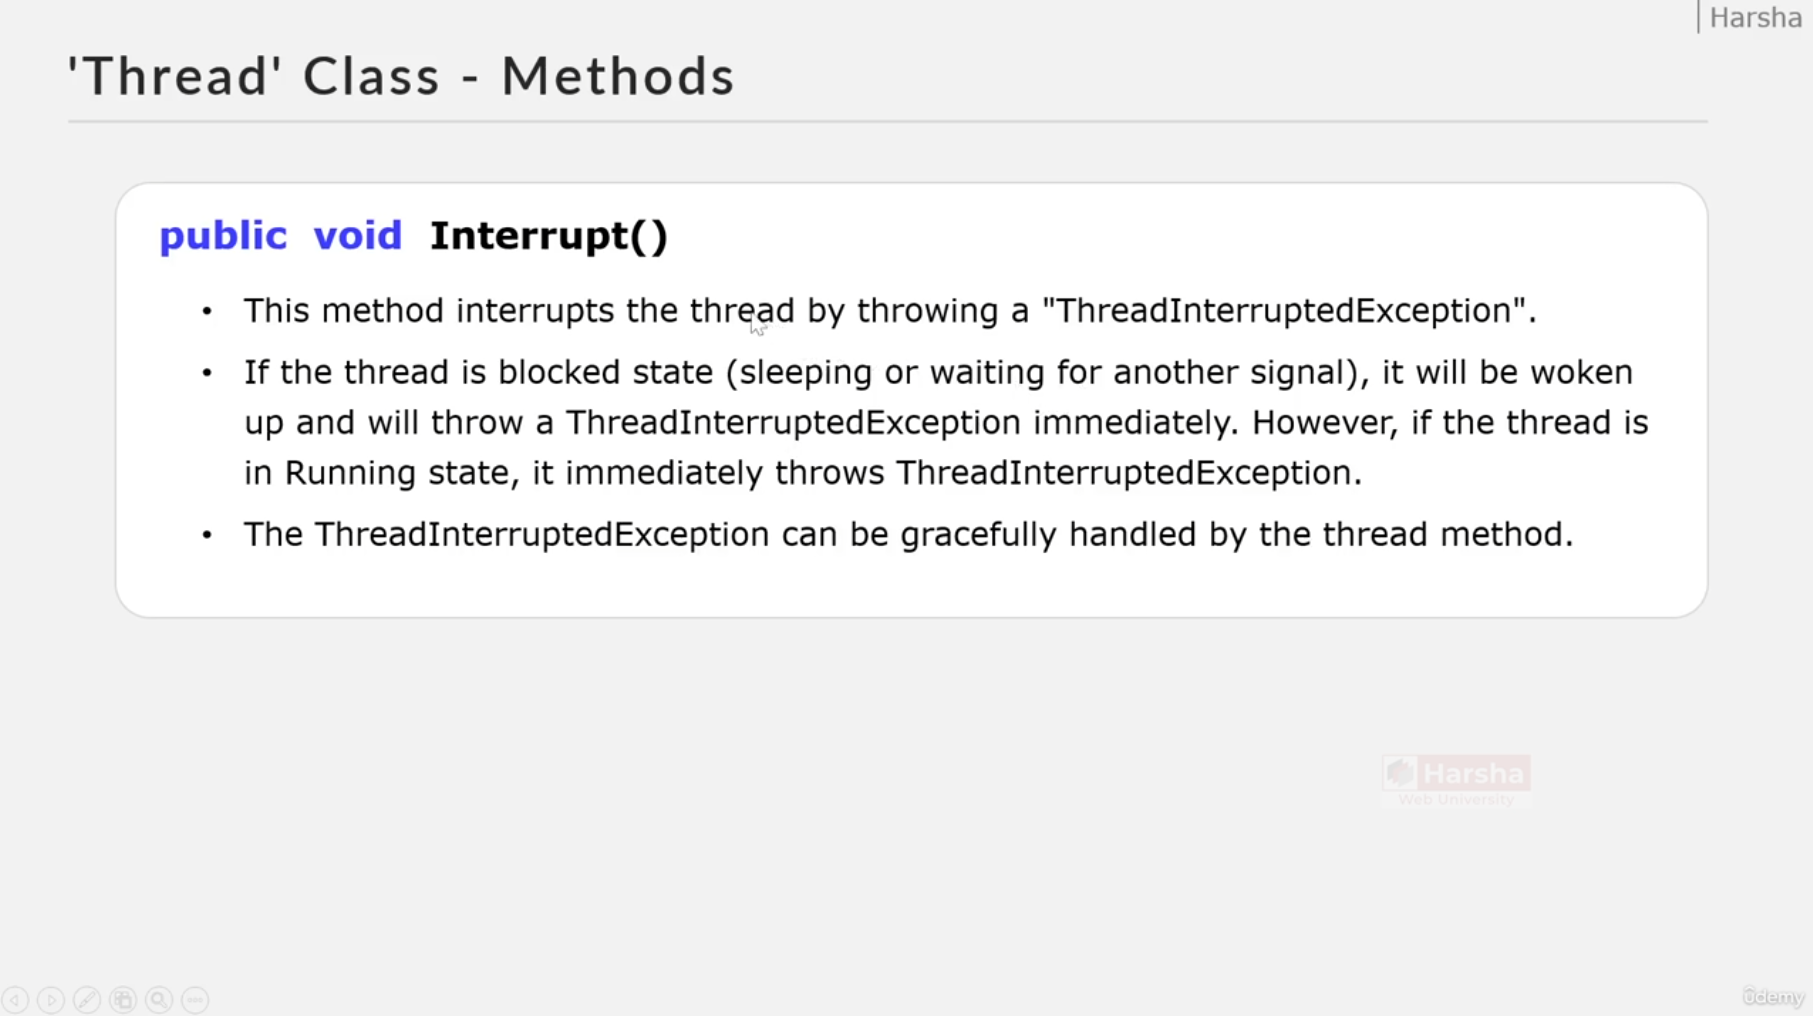 Harsha
'Thread' Class - Methods
public void Interrupt()
• This method interrupts the thread by throwing a "ThreadInterruptedException".
• If the thread is blocked state (sleeping or waiting for another signal), it will be woken
up and will throw a ThreadInterruptedException immediately. However, if the thread is
in Running state, it immediately throws ThreadInterruptedException.
• The ThreadInterruptedException can be gracefully handled by the thread method.
Harsha
Web University
ûdemy